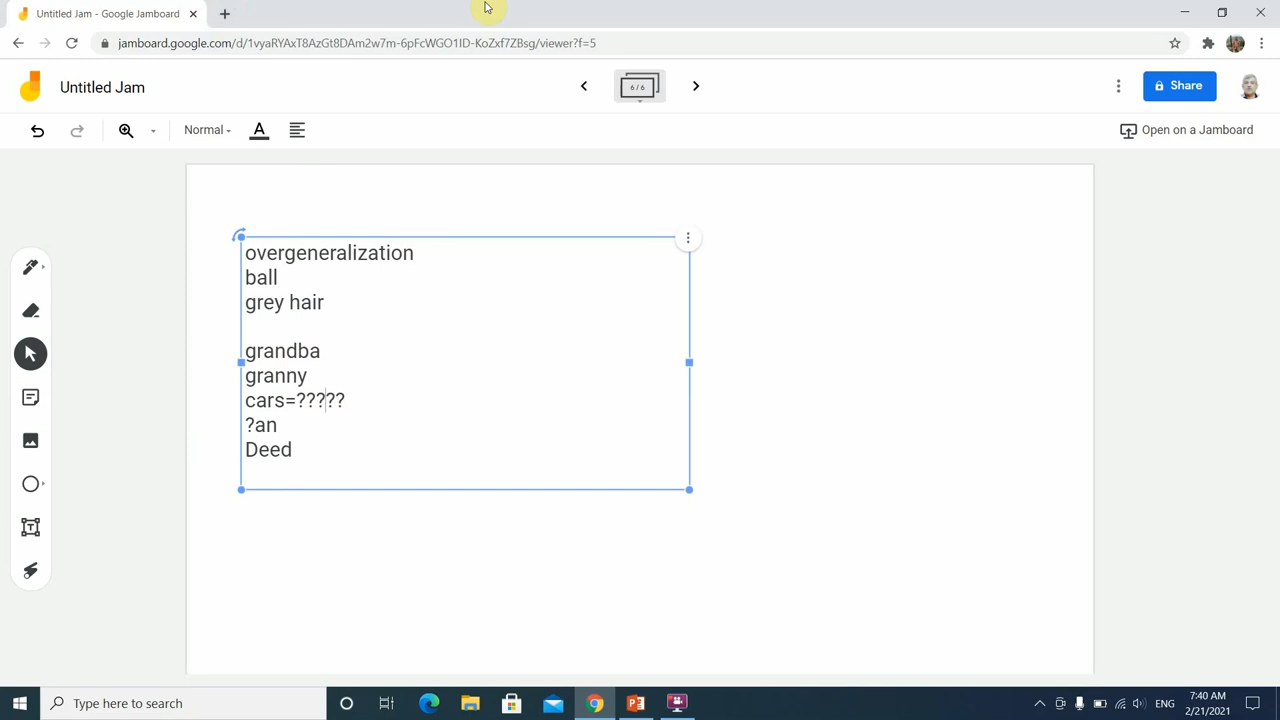 Untitled Jam - Google Jamboard
jamboard.google.com/d/1vyaRYAxT8AzGt8DAm2w7m-6pFcWGO1ID-KoZxf7ZBsg/viewer?f=5
Untitled Jam
6 / 6
Share
Normal
A
Open on a Jamboard
overgeneralization
ball
grey hair
grandba
granny
cars=?????
?an
Deed
T
Type here to search
ENG
7:40 AM
2/21/2021